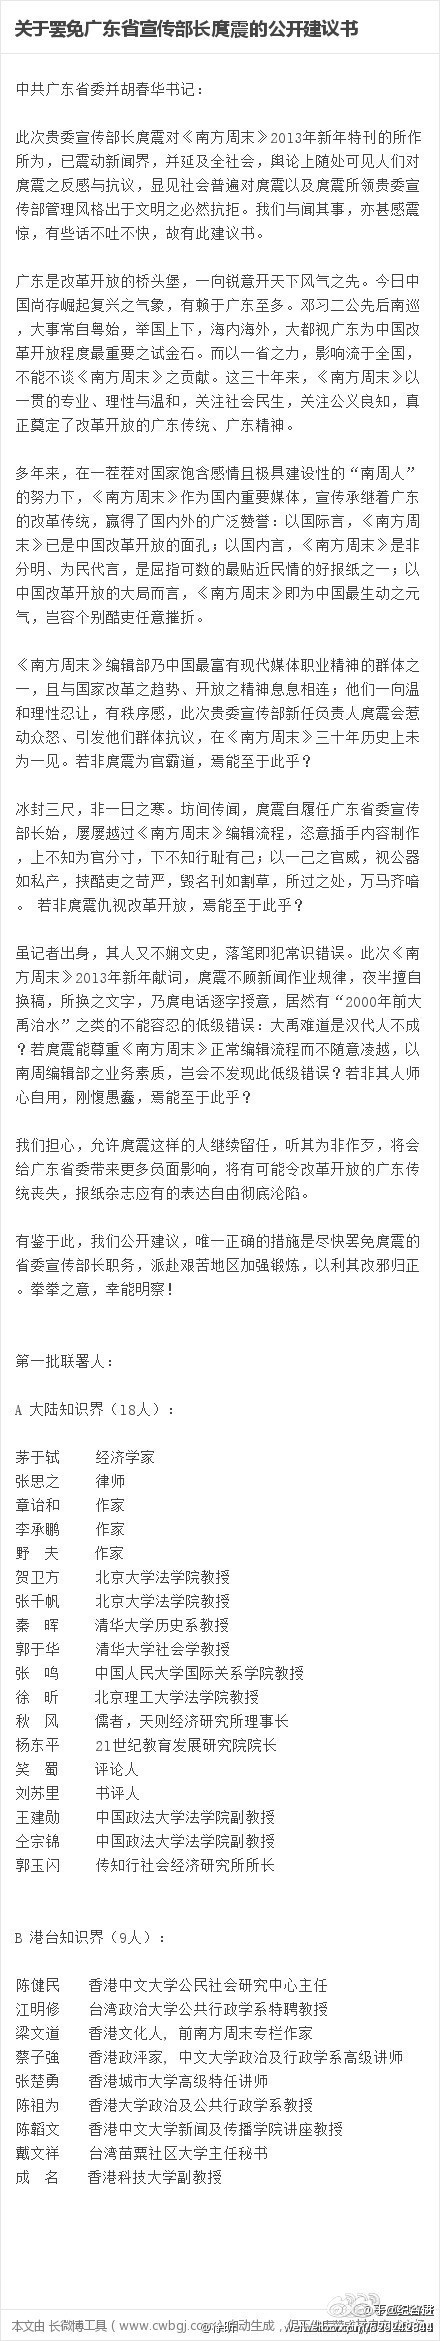 关于罢免广东省宣传部长庹震的公开建议书
中共广东省委并胡春华书记：
此次贵委宣传部长庹震对《南方周末》2013年新年特刊的所作
所为，已震动新闻界，并延及全社会，舆论上随处可见人们对
庹震之反感与抗议，显见社会普遍对庹震以及庹震所领贵委宣
传部管理风格出于文明之必然抗拒。我们与闻其事，亦甚感震
惊，有些话不吐不快，故有此建议书。
广东是改革开放的桥头堡，一向锐意开天下风气之先。今日中
国尚存崛起复兴之气象，有赖于广东至多。邓习二公先后南巡
，大事常自粤始，举国上下，海内海外，大都视广东为中国改
革开放程度最重要之试金石。而以一省之力，影响流于全国，
不能不谈《南方周末》之贡献。这三十年来，《南方周末》以
一贯的专业、理性与温和，关注社会民生，关注公义良知，真
正奠定了改革开放的广东传统、广东精神。
多年来，在一茬茬对国家饱含感情且极具建设性的“南周人”
的努力下，《南方周末》作为国内重要媒体，宣传承继着广东
的改革传统，赢得了国内外的广泛赞誉：以国际言，《南方周
末》已是中国改革开放的面孔；以国内言，《南方周末》是非
分明、为民代言，是屈指可数的最贴近民情的好报纸之一；以
中国改革开放的大局而言，《南方周末》即为中国最生动之元
气，岂容个别酷吏任意摧折。
《南方周末》编辑部乃中国最富有现代媒体职业精神的群体之
一，且与国家改革之趋势、开放之精神息息相连；他们一向温
和理性忍让，有秩序感，此次贵委宣传部新任负责人庹震会惹
动众怒、引发他们群体抗议，在《南方周末》三十年历史上未
为一见。若非庹震为官霸道，焉能至于此乎？
冰封三尺，非一日之寒。坊间传闻，庹震自履任广东省委宣传
部长始，屡屡越过《南方周末》编辑流程，恣意插手内容制作
，上不知为官分寸，下不知行耻有己；以一己之官威，视公器
如私产，挟酷吏之苛严，毁名刊如割草，所过之处，万马齐喑
。 若非庹震仇视改革开放，焉能至于此乎？
虽记者出身，其人又不娴文史，落笔即犯常识错误。此次《南
方周末》2013年新年献词，庹震不顾新闻作业规律，夜半擅自
换稿，所换之文字，乃庹电话逐字授意，居然有“2000年前大
禹治水”之类的不能容忍的低级错误：大禹难道是汉代人不成
？若庹震能尊重《南方周末》正常编辑流程而不随意凌越，以
南周编辑部之业务素质，岂会不发现此低级错误？若非其人师
心自用，刚愎愚蠢，焉能至于此乎？
我们担心，允许庹震这样的人继续留任，听其为非作歹，将会
给广东省委带来更多负面影响，将有可能令改革开放的广东传
统丧失，报纸杂志应有的表达自由彻底沦陷。
有鉴于此，我们公开建议，唯一正确的措施是尽快罢免庹震的
省委宣传部长职务，派赴艰苦地区加强锻炼，以利其改邪归正
。拳拳之意，幸能明察！
第一批联署人：
A 大陆知识界（18人）：
茅于轼 经济学家
张思之 律师
章诒和 作家
李承鹏 作家
野 夫 作家
贺卫方 北京大学法学院教授
张千帆 北京大学法学院教授
秦 晖 清华大学历史系教授
郭于华 清华大学社会学教授
张 鸣 中国人民大学国际关系学院教授
徐 昕 北京理工大学法学院教授
秋 风 儒者，天则经济研究所理事长
杨东平 21世纪教育发展研究院院长
笑 蜀 评论人
刘苏里 书评人
王建勋 中国政法大学法学院副教授
仝宗锦 中国政法大学法学院副教授
郭玉闪 传知行社会经济研究所所长
B 港台知识界（9人）：
陈健民 香港中文大学公民社会研究中心主任
江明修 台湾政治大学公共行政学系特聘教授
梁文道 香港文化人，前南方周末专栏作家
蔡子強 香港政评家，中文大学政治及行政学系高级讲师
张楚勇 香港城市大学高级特任讲师
陈祖为 香港大学政治及公共行政学系教授
陈韜文 香港中文大学新闻及传播学院讲座教授
戴文祥 台湾苗粟社区大学主任秘书
成 名 香港科技大学副教授
本文由 长微博工具（www.cwbgj.com）自动生成，